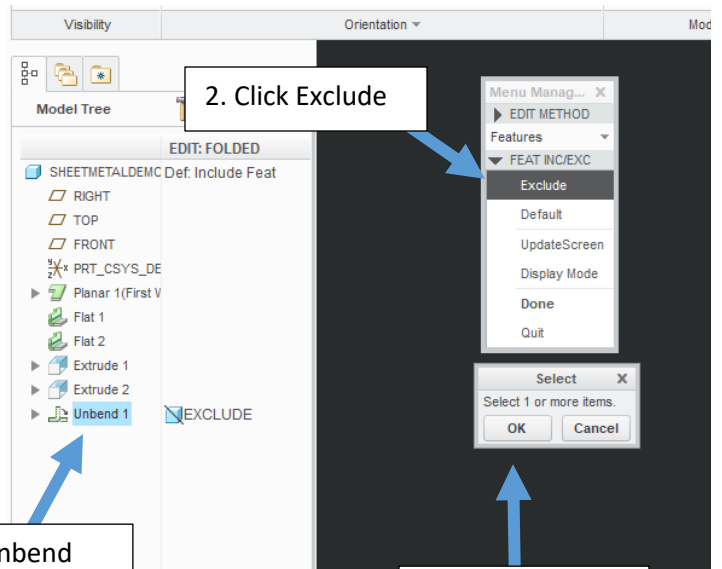 Visibility
Orientation
Mod
2. Click Exclude
Model Tree
EDIT: FOLDED
SHEETMETALDEMO Def: Include Feat
RIGHT
TOP
FRONT
PRT_CSYS_DE
Planar 1(First W
Flat 1
Flat 2
Extrude 1
Extrude 2
Unbend 1 EXCLUDE
nbend
Menu Manag... X
EDIT METHOD
Features
FEAT INC/EXC
Exclude
Default
UpdateScreen
Display Mode
Done
Quit
Select X
Select 1 or more items.
OK Cancel